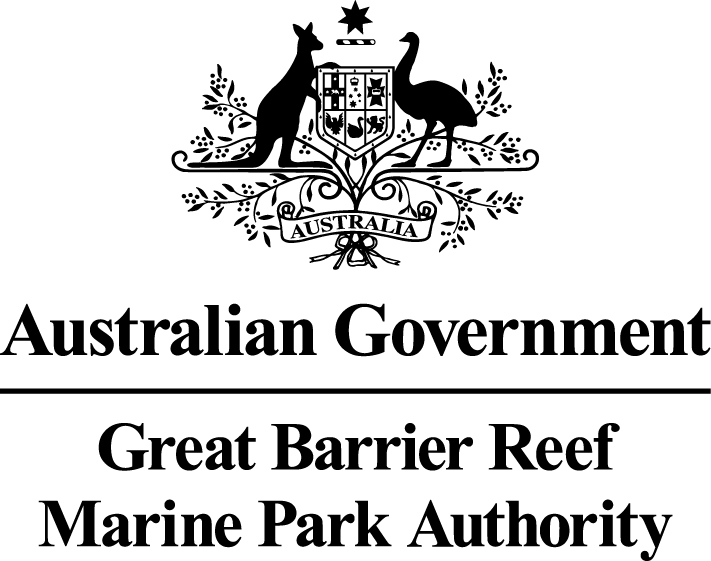 AUSTRALIA
Australian Government
Great Barrier Reef
Marine Park Authority